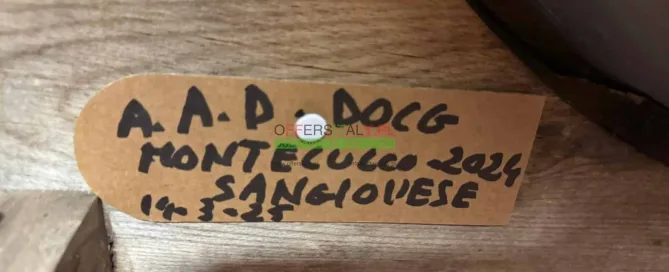 A.A.D. DOCG
MONTECUCCO-2024
SANGIOVESE
14-3-25